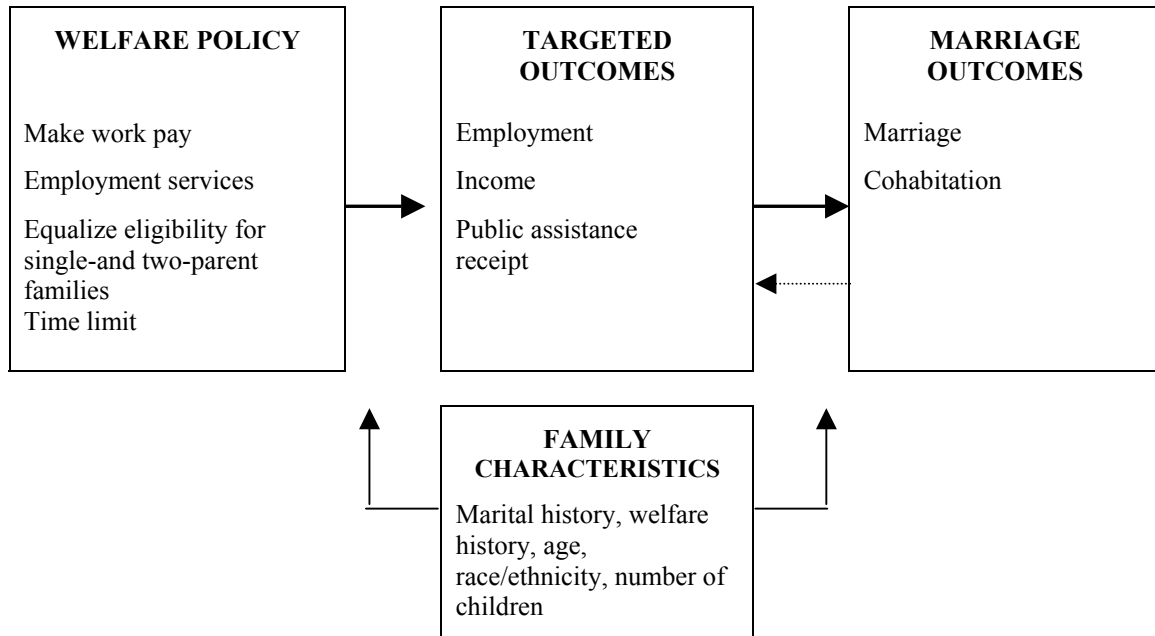 WELFARE POLICY
Make work pay
Employment services
Equalize eligibility for
single-and two-parent
families
Time limit
TARGETED
OUTCOMES
Employment
Income
Public assistance
receipt
MARRIAGE
OUTCOMES
Marriage
Cohabitation
FAMILY
CHARACTERISTICS
Marital history, welfare
history, age,
race/ethnicity, number of
children